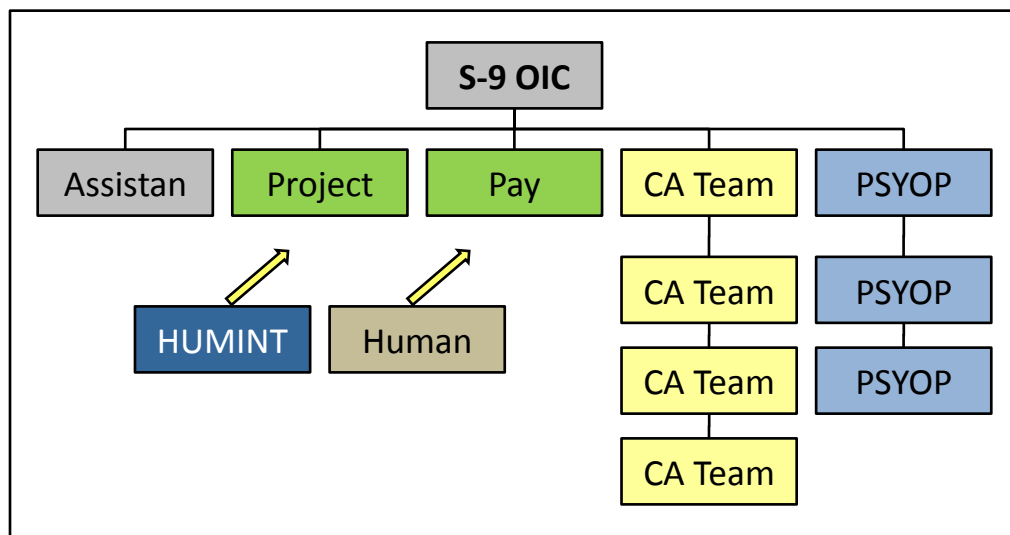 S-9 OIC
Assistan
Project
Pay
CA Team
PSYOP
CA Team
PSYOP
HUMINT
Human
CA Team
PSYOP
CA Team